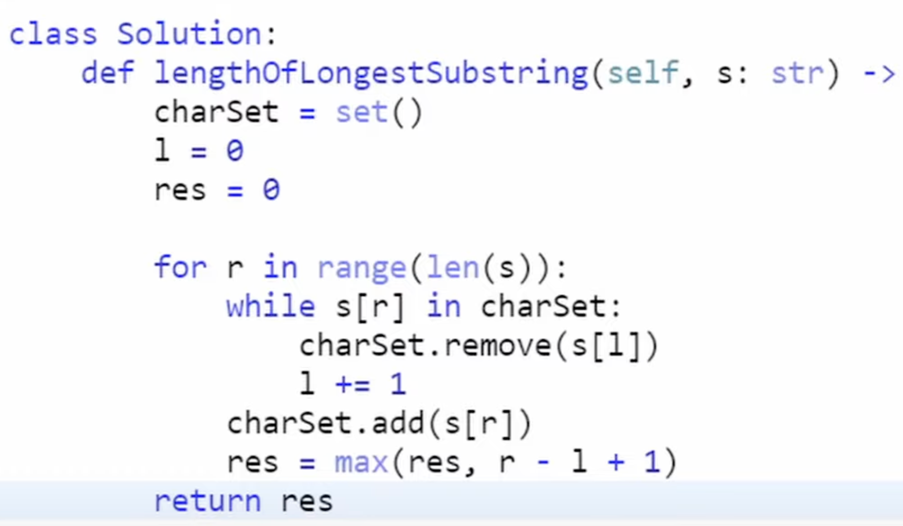 class Solution:
    def lengthOfLongestSubstring(self, s: str) ->
        charSet = set()
        l = 0
        res = 0

        for r in range(len(s)):
            while s[r] in charSet:
                charSet.remove(s[l])
                l += 1
            charSet.add(s[r])
            res = max(res, r - l + 1)
        return res